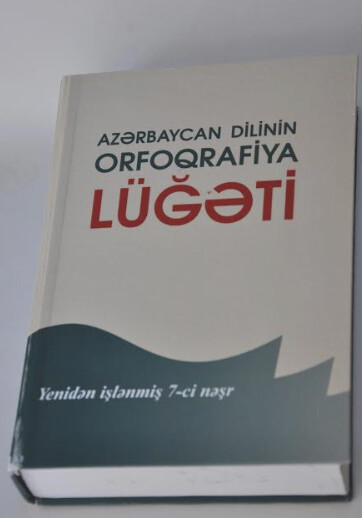 AZƏRBAYCAN DİLİNİN
ORFOQRAFİYA
LÜĞƏTİ
Yenidən işlənmiş 7-ci nəşr